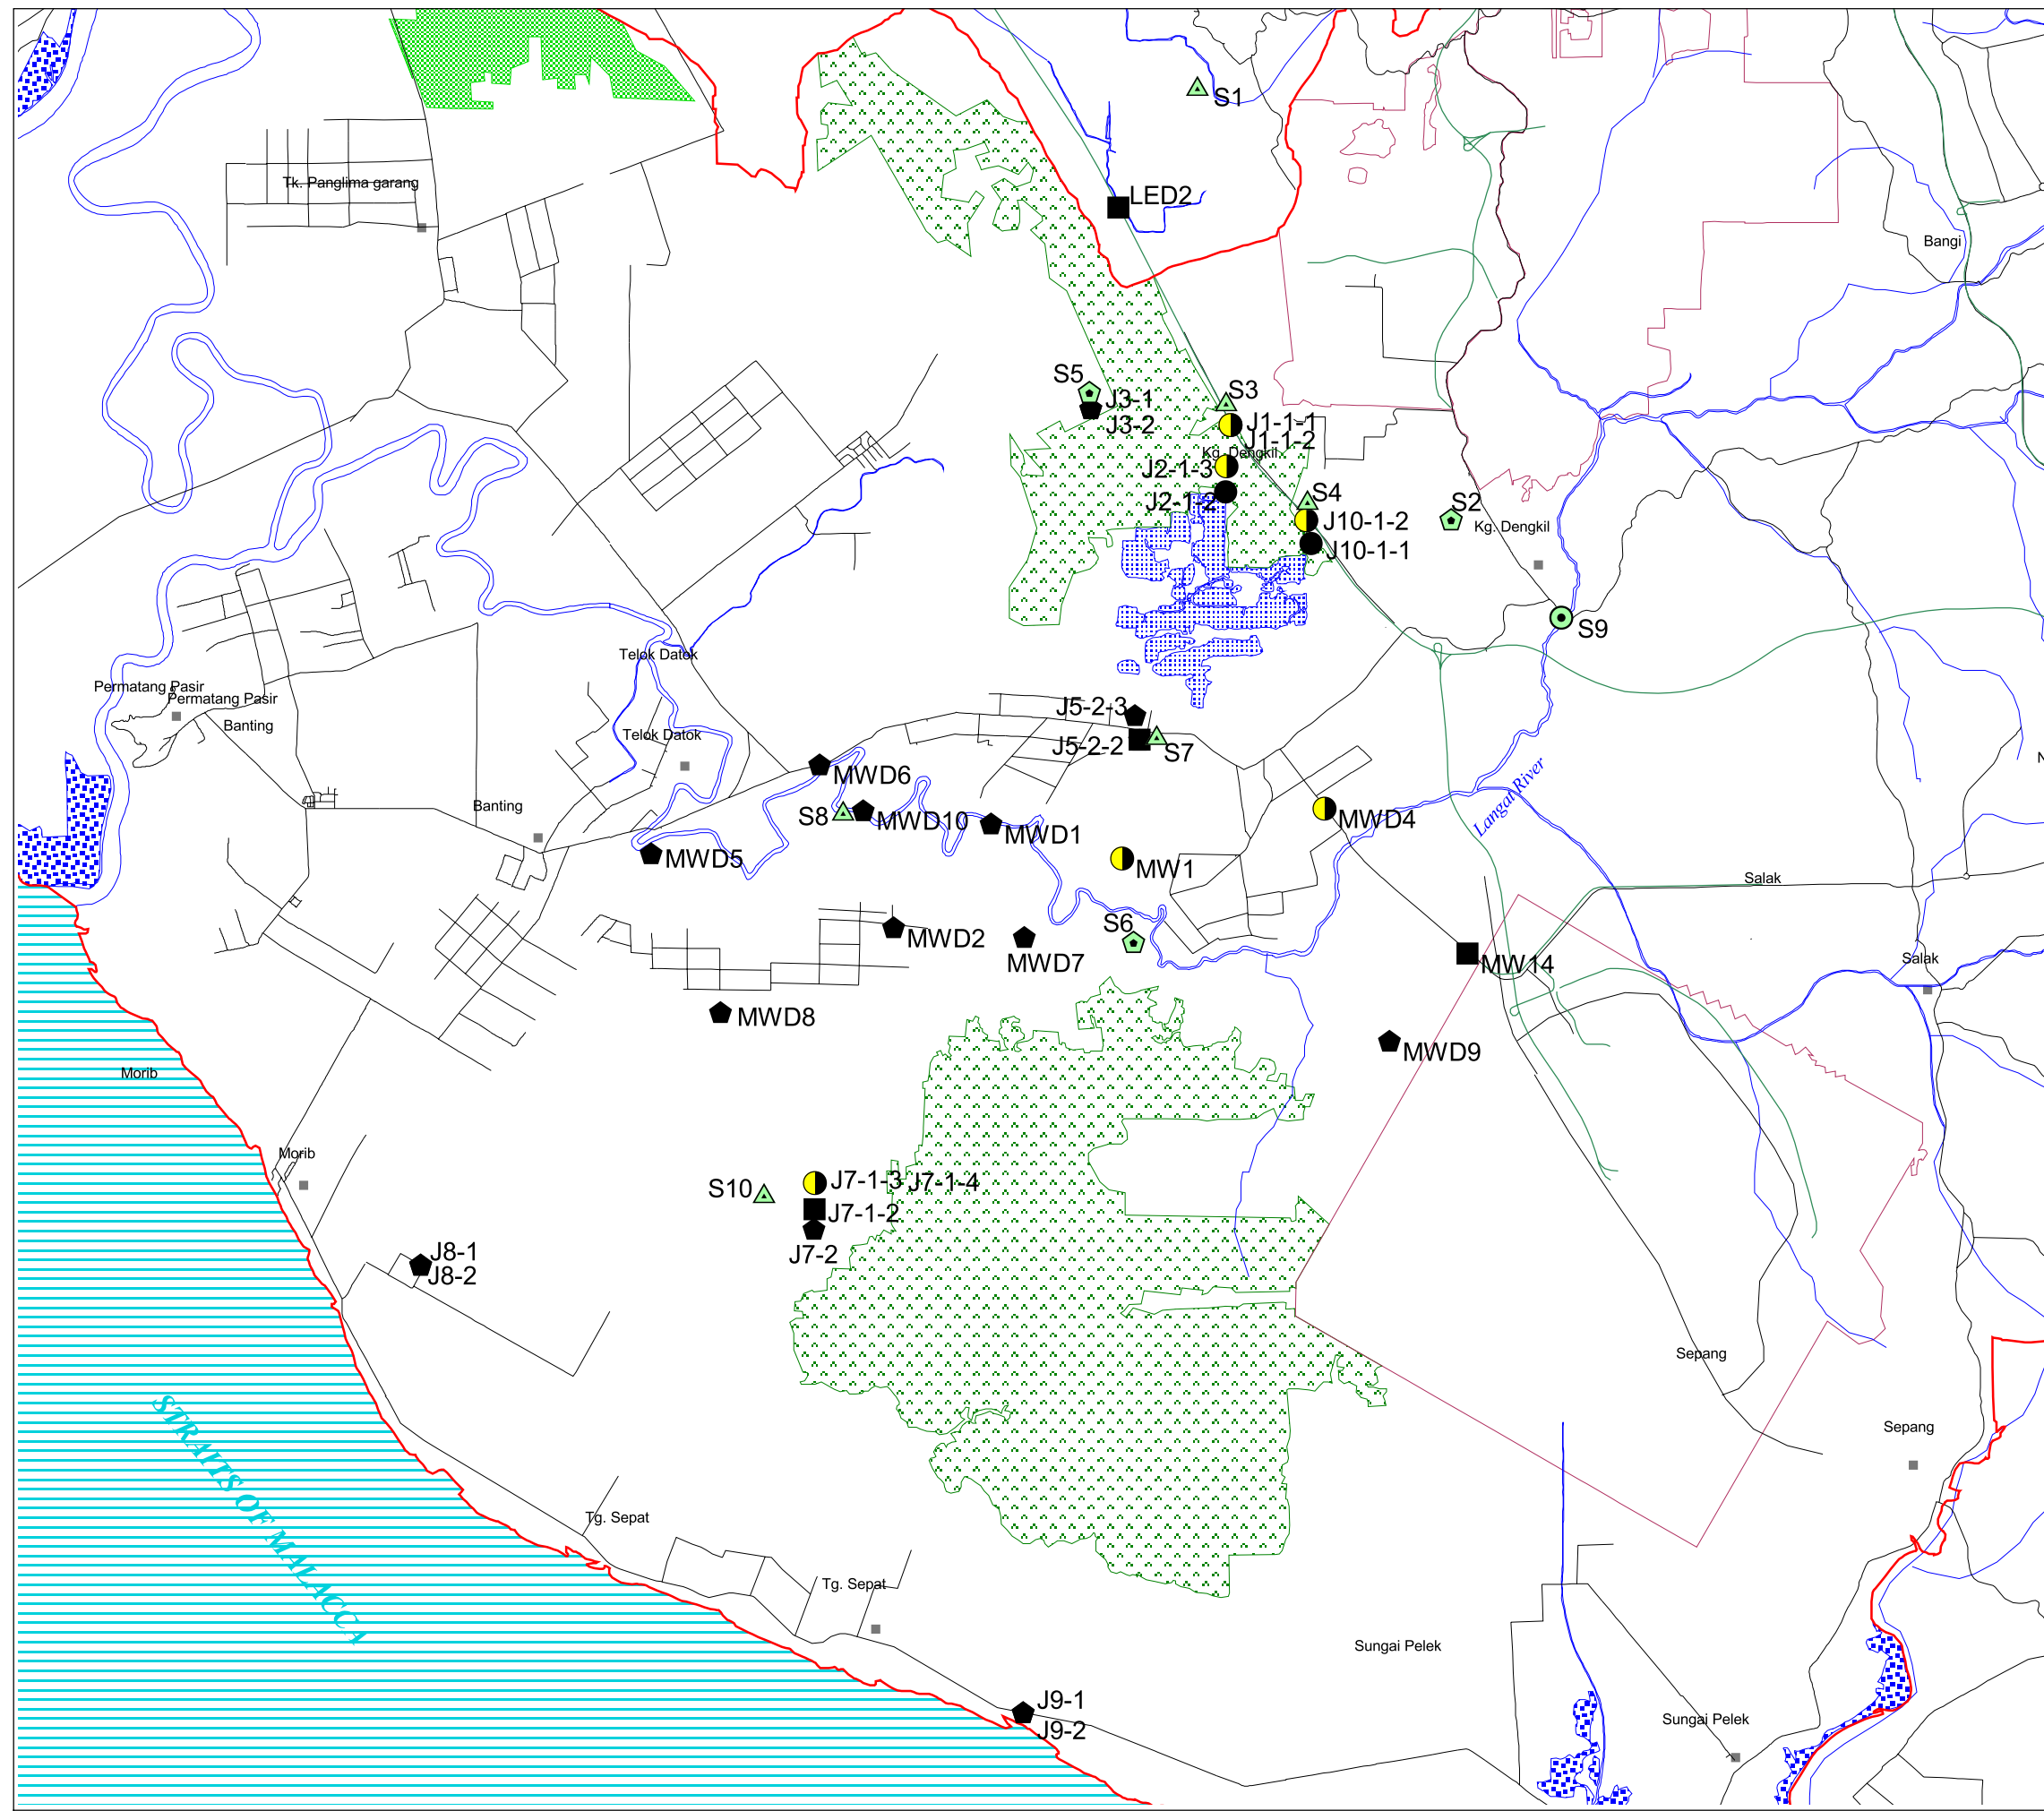 S1
Tk. Panglima garang
LED2
Bangi
S5
J3-1
J3-2
S3
J1-1-1
J1-1-2
Kg. Dengkil
J2-1-3
J2-1-2
S4
J10-1-2
J10-1-1
S2
Kg. Dengkil
S9
Telok Datok
Permatang Pasir
Permatang Pasir
Banting
Telok Datok
J5-2-3
J5-2-2
S7
N
MWD6
Langat River
S8
MWD10
MWD1
MWD4
Banting
MWD5
MW1
Salak
S6
MWD2
MWD7
MW14
Salak
MWD8
MWD9
Morib
Morib
S10
J7-1-3
J7-1-4
J7-1-2
J7-2
J8-1
J8-2
Sepang
Sepang
STRAITS OF MALACCA
Tg. Sepat
Tg. Sepat
Sungai Pelek
J9-1
J9-2
Sungai Pelek